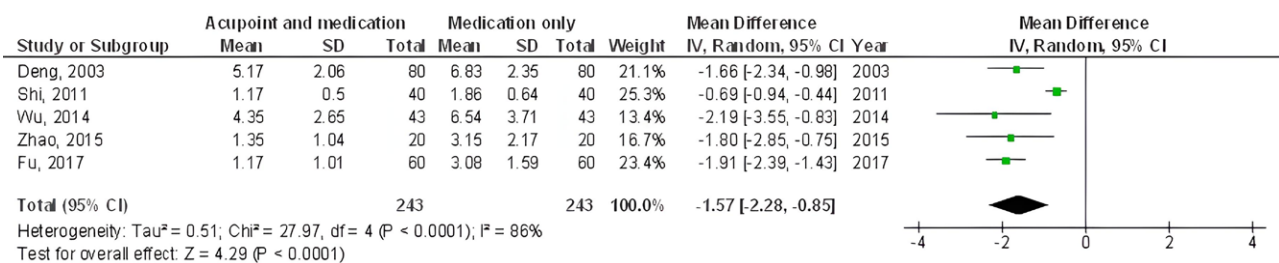 Acupoint and medication Medication only Mean Difference Mean Difference
Study or Subgroup Mean SD Total Mean SD Total Weight IV, Random, 95% CI Year IV, Random, 95% CI
Deng, 2003 5.17 2.06 80 6.83 2.35 80 21.1% -1.66 [-2.34, -0.98] 2003
Shi, 2011 1.17 0.5 40 1.86 0.64 40 25.3% -0.69 [-0.94, -0.44] 2011
Wu, 2014 4.35 2.65 43 6.54 3.71 43 13.4% -2.19 [-3.55, -0.83] 2014
Zhao, 2015 1.35 1.04 20 3.15 2.17 20 16.7% -1.80 [-2.85, -0.75] 2015
Fu, 2017 1.17 1.01 60 3.08 1.59 60 23.4% -1.91 [-2.39, -1.43] 2017
Total (95% CI) 243 243 100.0% -1.57 [-2.28, -0.85]
Heterogeneity: Tau² = 0.51; Chi² = 27.97, df = 4 (P < 0.0001); I² = 86%
Test for overall effect: Z = 4.29 (P < 0.0001)
-4 -2 0 2 4